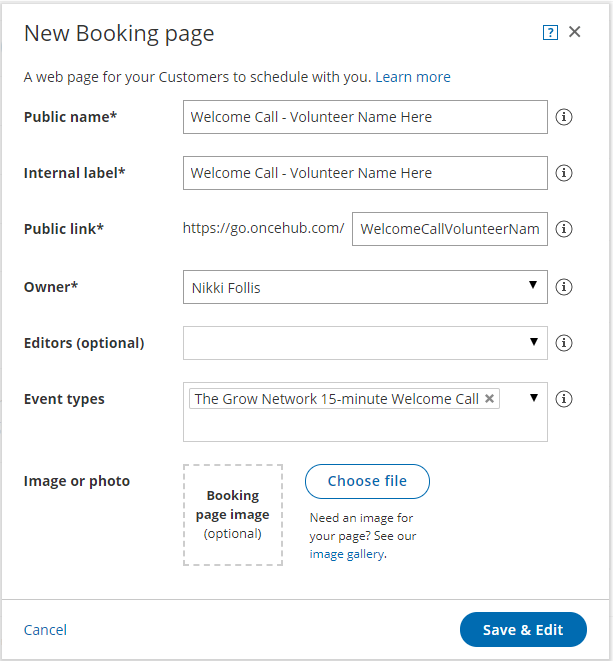 New Booking page
?
A web page for your Customers to schedule with you. Learn more
Public name* Welcome Call - Volunteer Name Here
Internal label* Welcome Call - Volunteer Name Here
Public link* https://go.oncehub.com/ WelcomeCallVolunteerNam
Owner* Nikki Follis
Editors (optional)
Event types The Grow Network 15-minute Welcome Call
Image or photo
Booking
page image
(optional)
Choose file
Need an image for
your page? See our
image gallery.
Cancel
Save & Edit